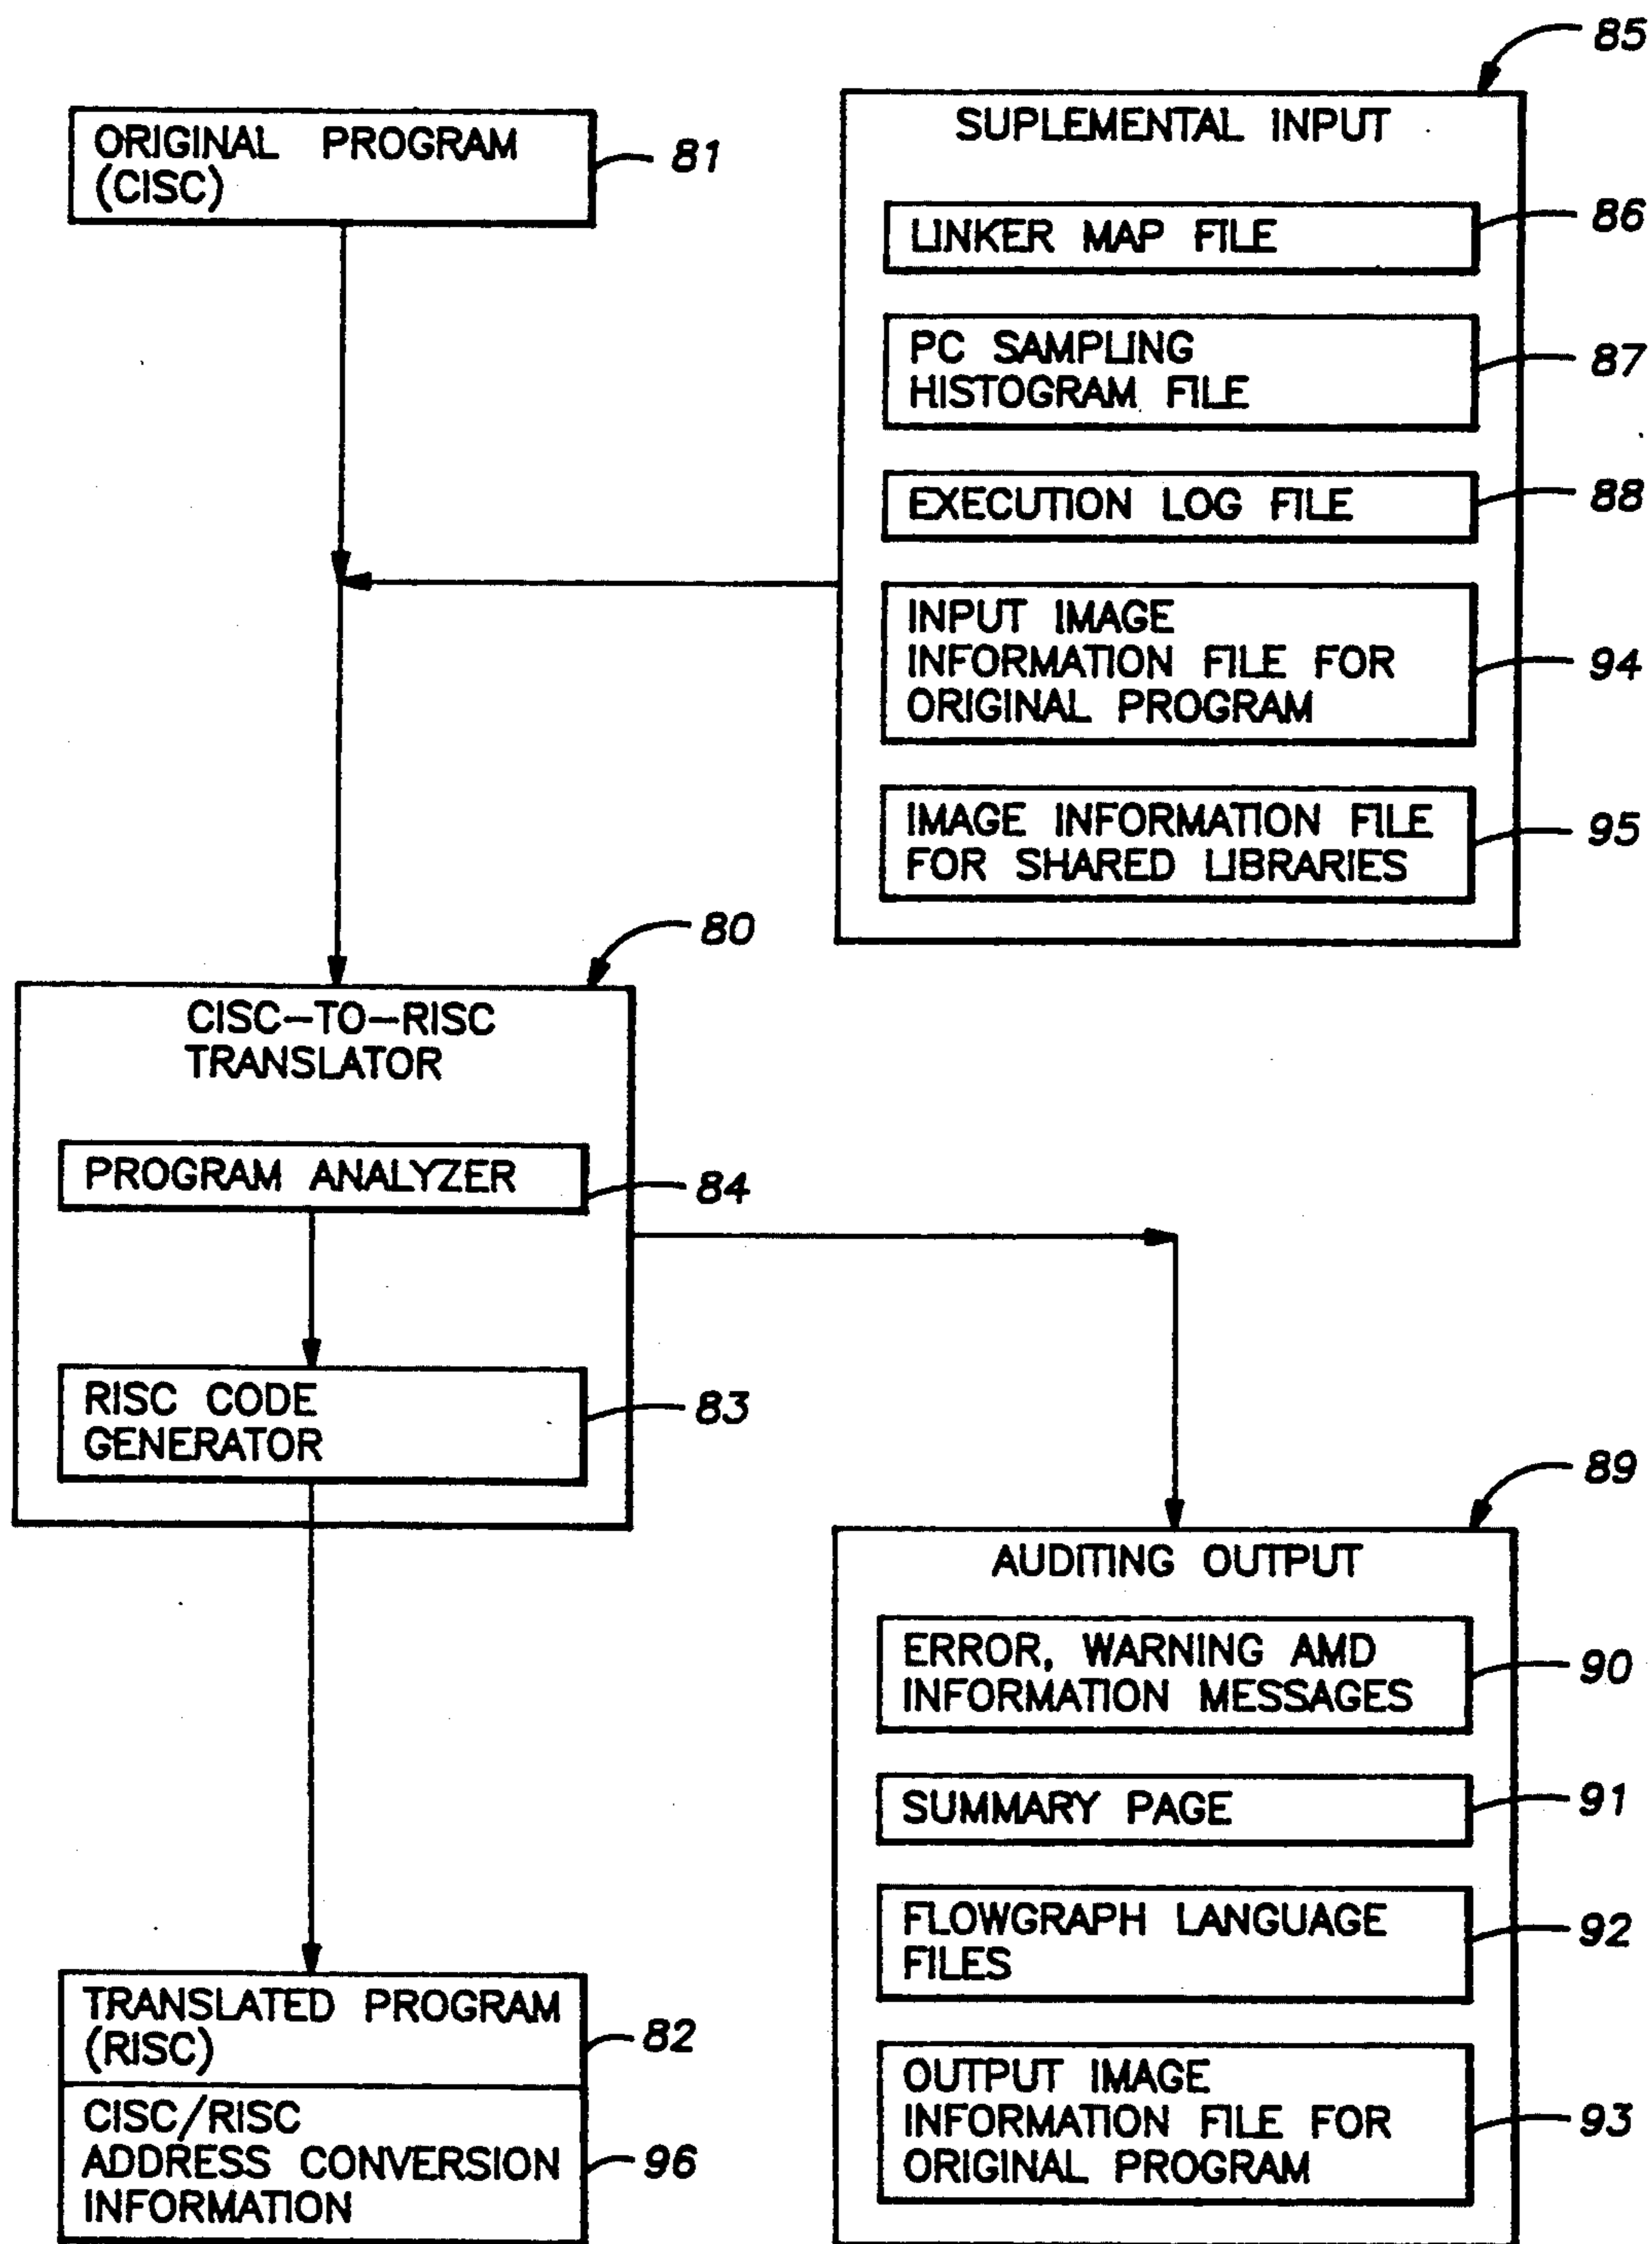 85
SUPLEMENTAL INPUT
ORIGINAL PROGRAM
(CISC)
81
LINKER MAP FILE
86
PC SAMPLING
HISTOGRAM FILE
87
EXECUTION LOG FILE
88
INPUT IMAGE
INFORMATION FILE FOR
ORIGINAL PROGRAM
94
IMAGE INFORMATION FILE
FOR SHARED LIBRARIES
95
80
CISC-TO-RISC
TRANSLATOR
PROGRAM ANALYZER
84
RISC CODE
GENERATOR
83
89
AUDITING OUTPUT
ERROR, WARNING AMD
INFORMATION MESSAGES
90
SUMMARY PAGE
91
FLOWGRAPH LANGUAGE
FILES
92
OUTPUT IMAGE
INFORMATION FILE FOR
ORIGINAL PROGRAM
93
TRANSLATED PROGRAM
(RISC)
82
CISC/RISC
ADDRESS CONVERSION
INFORMATION
96